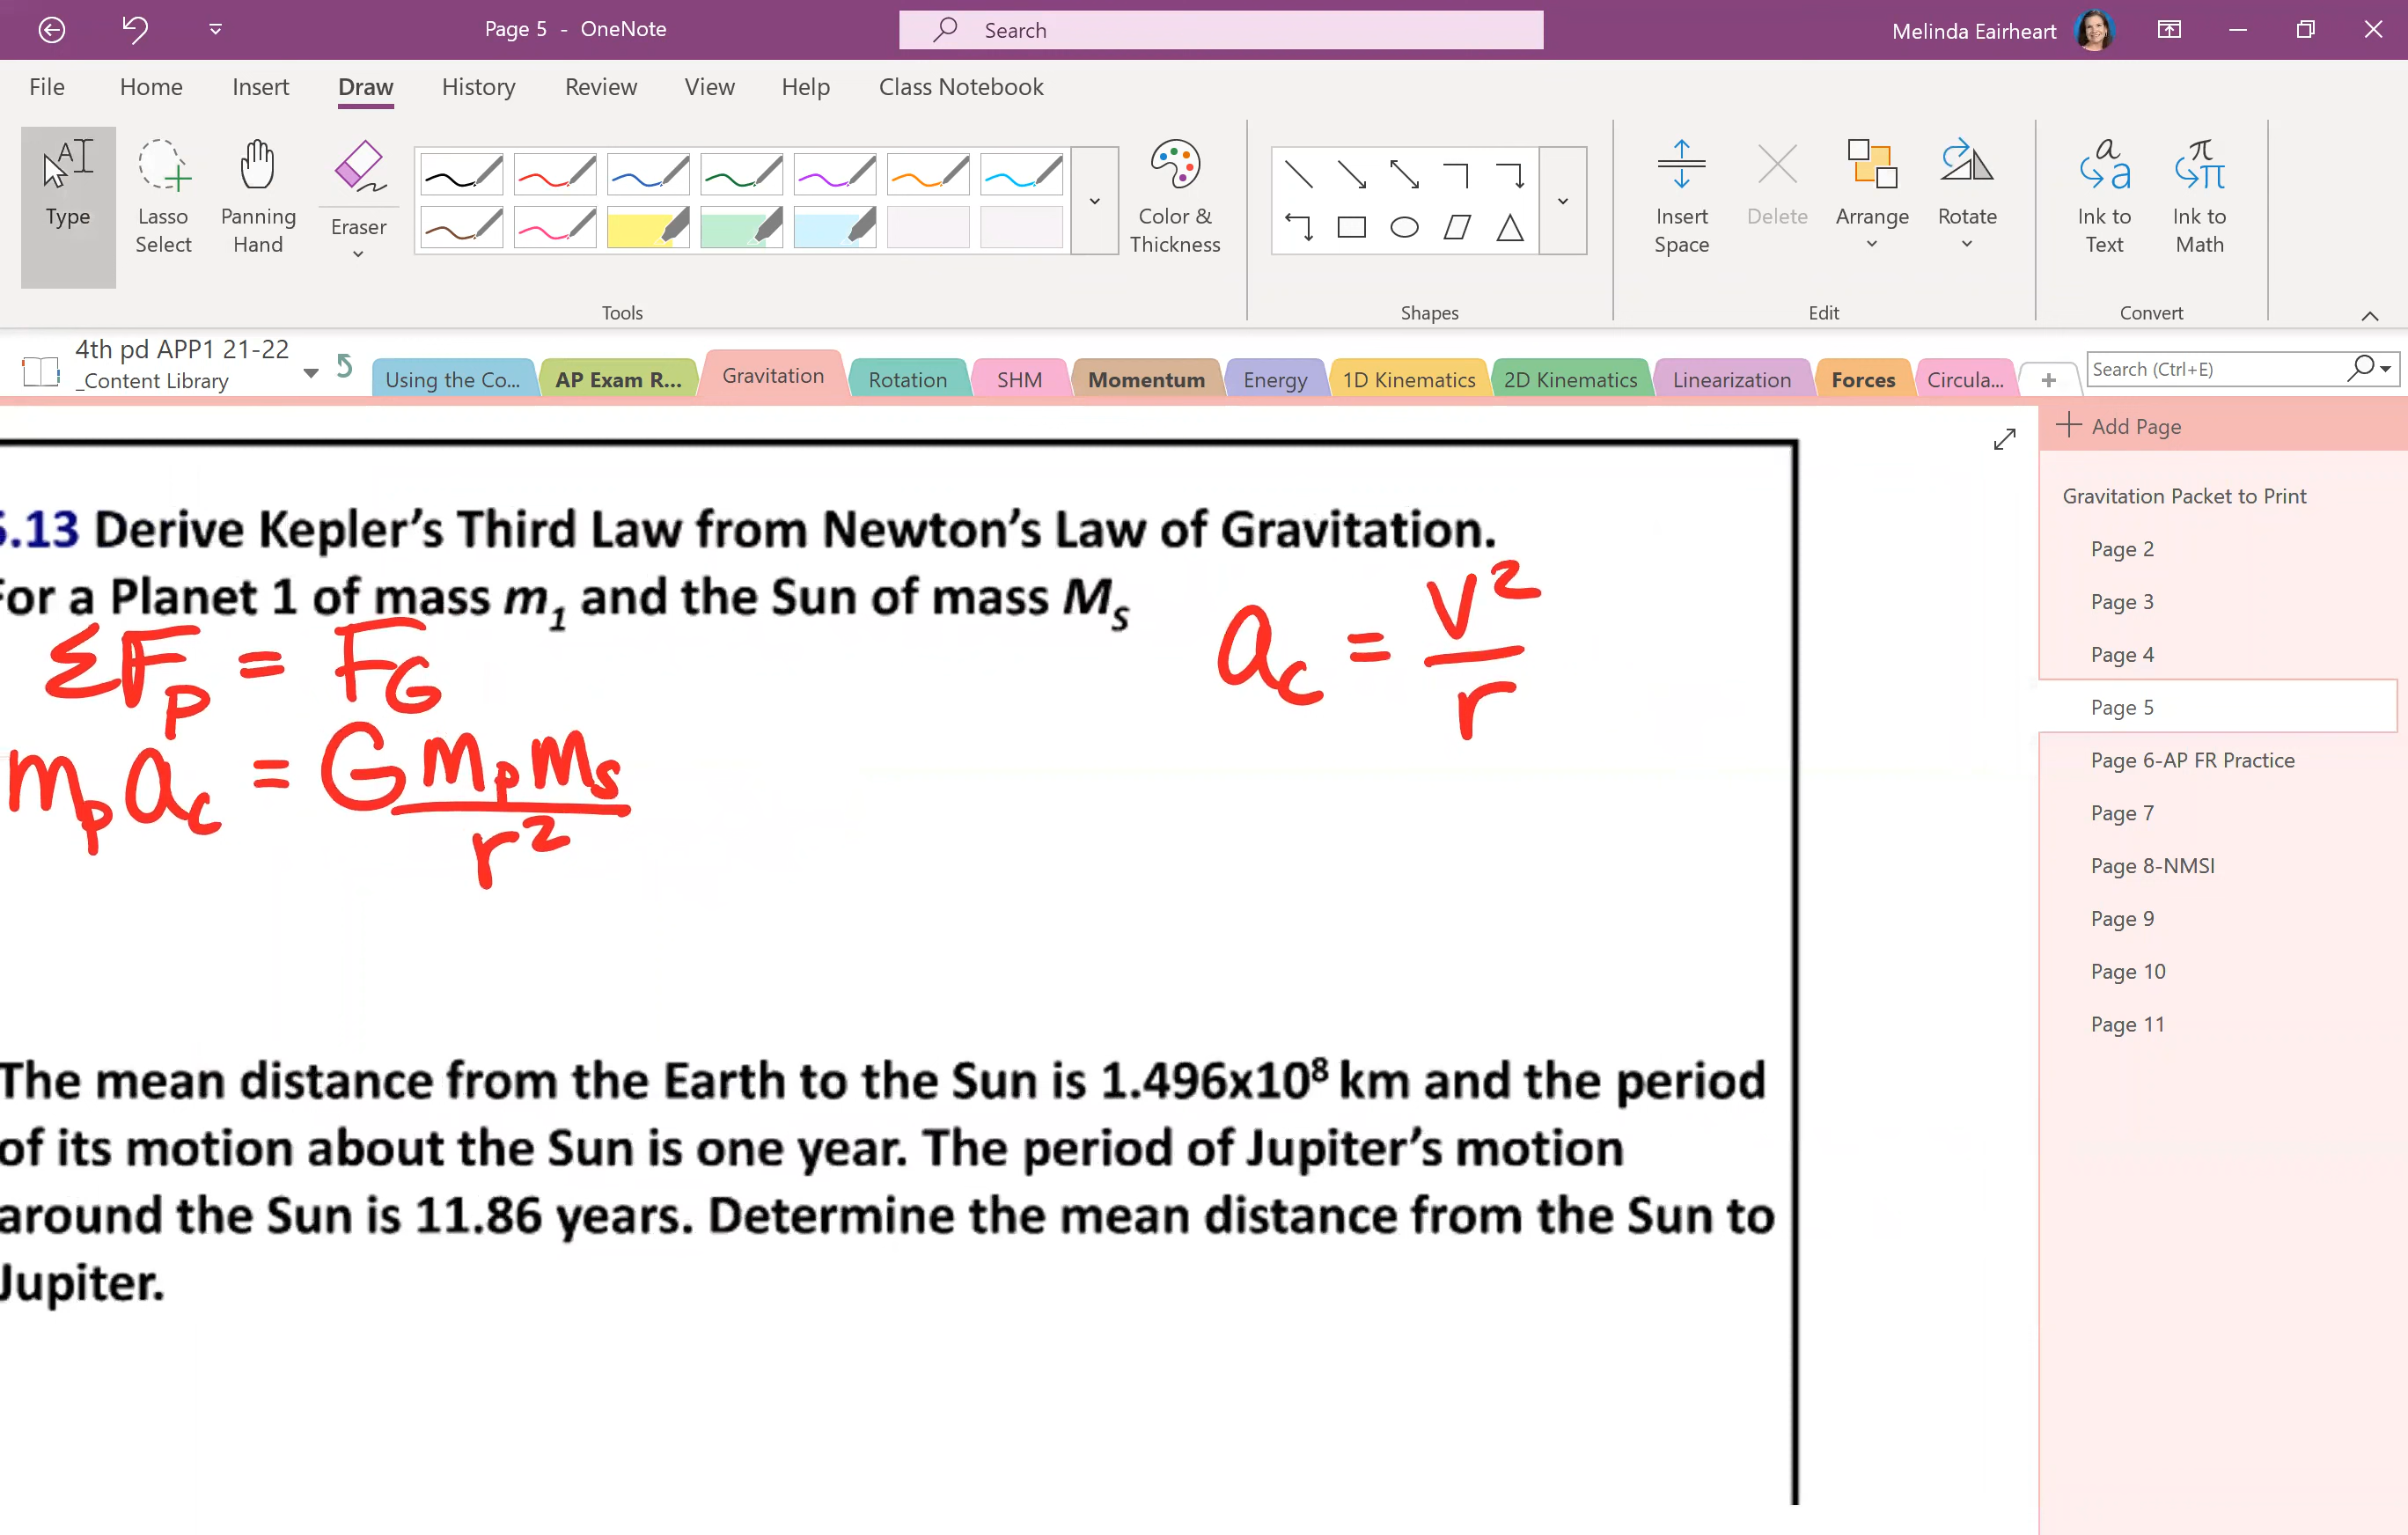 Page 5 - OneNote
Search
Melinda Eairheart
File Home Insert Draw History Review View Help Class Notebook
Type
Lasso Select
Panning Hand
Eraser
Color & Thickness
Insert Space
Delete
Arrange
Rotate
Ink to Text
Ink to Math
Tools
Shapes
Edit
Convert
4th pd APP1 21-22
_Content Library
Using the Co... AP Exam R... Gravitation Rotation SHM Momentum Energy 1D Kinematics 2D Kinematics Linearization Forces Circula... +
Search (Ctrl+E)
Add Page
Gravitation Packet to Print
Page 2
Page 3
Page 4
Page 5
Page 6-AP FR Practice
Page 7
Page 8-NMSI
Page 9
Page 10
Page 11
.13 Derive Kepler's Third Law from Newton's Law of Gravitation.
For a Planet 1 of mass m₁ and the Sun of mass Mₛ
ΣF_p = F_G
a_c = v²/r
m_p a_c = G m_p m_s / r²
The mean distance from the Earth to the Sun is 1.496x10⁸ km and the period
of its motion about the Sun is one year. The period of Jupiter's motion
around the Sun is 11.86 years. Determine the mean distance from the Sun to
Jupiter.